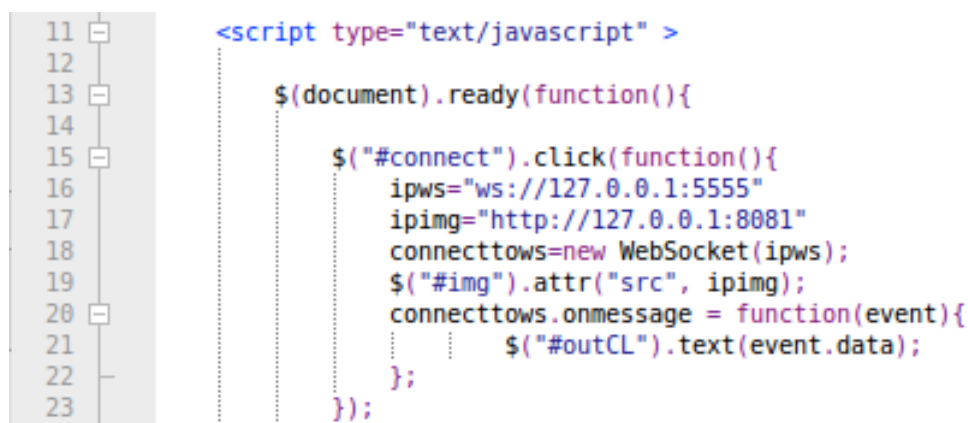 11 <script type="text/javascript" >
12
13 $(document).ready(function(){
14
15 $("#connect").click(function(){
16 ipws="ws://127.0.0.1:5555"
17 ipimg="http://127.0.0.1:8081"
18 connecttows=new WebSocket(ipws);
19 $("#img").attr("src", ipimg);
20 connecttows.onmessage = function(event){
21 $("#outCL").text(event.data);
22 };
23 });